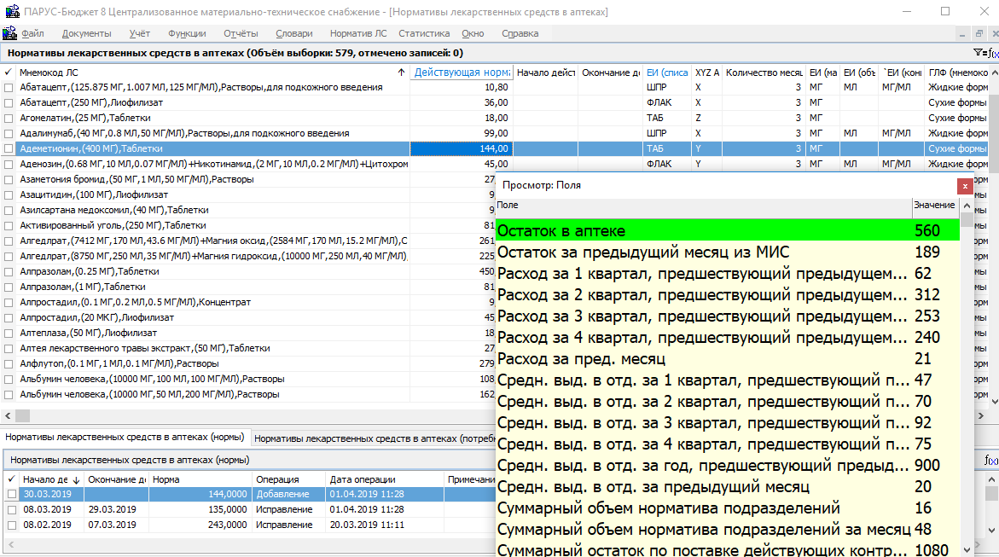 ПАРУС-Бюджет 8 Централизованное материально-техническое снабжение - [Нормативы лекарственных средств в аптеках]
Файл Документы Учёт Функции Отчёты Словари Норматив ЛС Статистика Окно Справка
Нормативы лекарственных средств в аптеках (Объём выборки: 579, отмечено записей: 0)
Мнемокод ЛС Действующая норма Начало дейст Окончание де ЕИ (списа XYZ А Количество месяц ЕИ (ма ЕИ (объ `ЕИ (конц ГЛФ (мнемоко
Абатацепт,(125.875 МГ,1.007 МЛ,125 МГ/МЛ),Растворы,для подкожного введения 10,80 ШПР X 3 МГ МЛ МГ/МЛ Жидкие форм
Абатацепт,(250 МГ),Лиофилизат 36,00 ФЛАК X 3 МГ Сухие формы
Агомелатин,(25 МГ),Таблетки 18,00 ТАБ Z 3 МГ Сухие формы
Адалимумаб,(40 МГ,0.8 МЛ,50 МГ/МЛ),Растворы,для подкожного введения 99,00 ШПР X 3 МГ МЛ МГ/МЛ Жидкие форм
Адеметионин,(400 МГ),Таблетки 144,00 ТАБ Y 3 МГ Сухие формы
Аденозин,(0.68 МГ,10 МЛ,0.07 МГ/МЛ)+Никотинамид,(2 МГ,10 МЛ,0.2 МГ/МЛ)+Цитохром 45,00 ФЛАК Y 3 МГ МЛ МГ/МЛ Жидкие форм
Азаметония бромид,(50 МГ,1 МЛ,50 МГ/МЛ),Растворы 27
Азацитидин,(100 МГ),Лиофилизат 9
Азилсартана медоксомил,(40 МГ),Таблетки 9
Активированный уголь,(250 МГ),Таблетки 81
Алгедрат,(7412 МГ,170 МЛ,43.6 МГ/МЛ)+Магния оксид,(2584 МГ,170 МЛ,15.2 МГ/МЛ),С 261
Алгедрат,(8750 МГ,250 МЛ,35 МГ/МЛ)+Магния гидроксид,(10000 МГ,250 МЛ,40 МГ/МЛ), 225
Алпразолам,(0.25 МГ),Таблетки 450
Алпразолам,(1 МГ),Таблетки 81
Алпростадил,(0.1 МГ,0.2 МЛ,0.5 МГ/МЛ),Концентрат 9
Алпростадил,(20 МКГ),Лиофилизат 45
Алтеплаза,(50 МГ),Лиофилизат 18
Алтея лекарственного травы экстракт,(50 МГ),Таблетки 27
Алфлутоп,(0.1 МГ,1 МЛ,0.1 МГ/МЛ),Растворы 279
Альбумин человека,(10000 МГ,100 МЛ,100 МГ/МЛ),Растворы 108
Альбумин человека,(10000 МГ,50 МЛ,200 МГ/МЛ),Растворы 162
Просмотр: Поля
Поле Значение
Остаток в аптеке 560
Остаток за предыдущий месяц из МИС 189
Расход за 1 квартал, предшествующий предыдущем... 62
Расход за 2 квартал, предшествующий предыдущем... 312
Расход за 3 квартал, предшествующий предыдущем... 253
Расход за 4 квартал, предшествующий предыдущем... 240
Расход за пред. месяц 21
Средн. выд. в отд. за 1 квартал, предшествующий п... 47
Средн. выд. в отд. за 2 квартал, предшествующий п... 70
Средн. выд. в отд. за 3 квартал, предшествующий п... 92
Средн. выд. в отд. за 4 квартал, предшествующий п... 75
Средн. выд. в отд. за год, предшествующий предыд... 900
Средн. выд. в отд. за предыдущий месяц 20
Суммарный объем норматива подразделений 16
Суммарный объем норматива подразделений за месяц 48
Суммарный остаток по поставке действующих контр... 1080
Нормативы лекарственных средств в аптеках (нормы) Нормативы лекарственных средств в аптеках (потребн
Нормативы лекарственных средств в аптеках (нормы) f(x)
Начало де Окончание де Норма Операция Дата операции Примечани
30.03.2019 144,0000 Добавление 01.04.2019 11:28
08.03.2019 29.03.2019 135,0000 Исправление 01.04.2019 11:28
08.02.2019 07.03.2019 243,0000 Исправление 20.03.2019 11:11